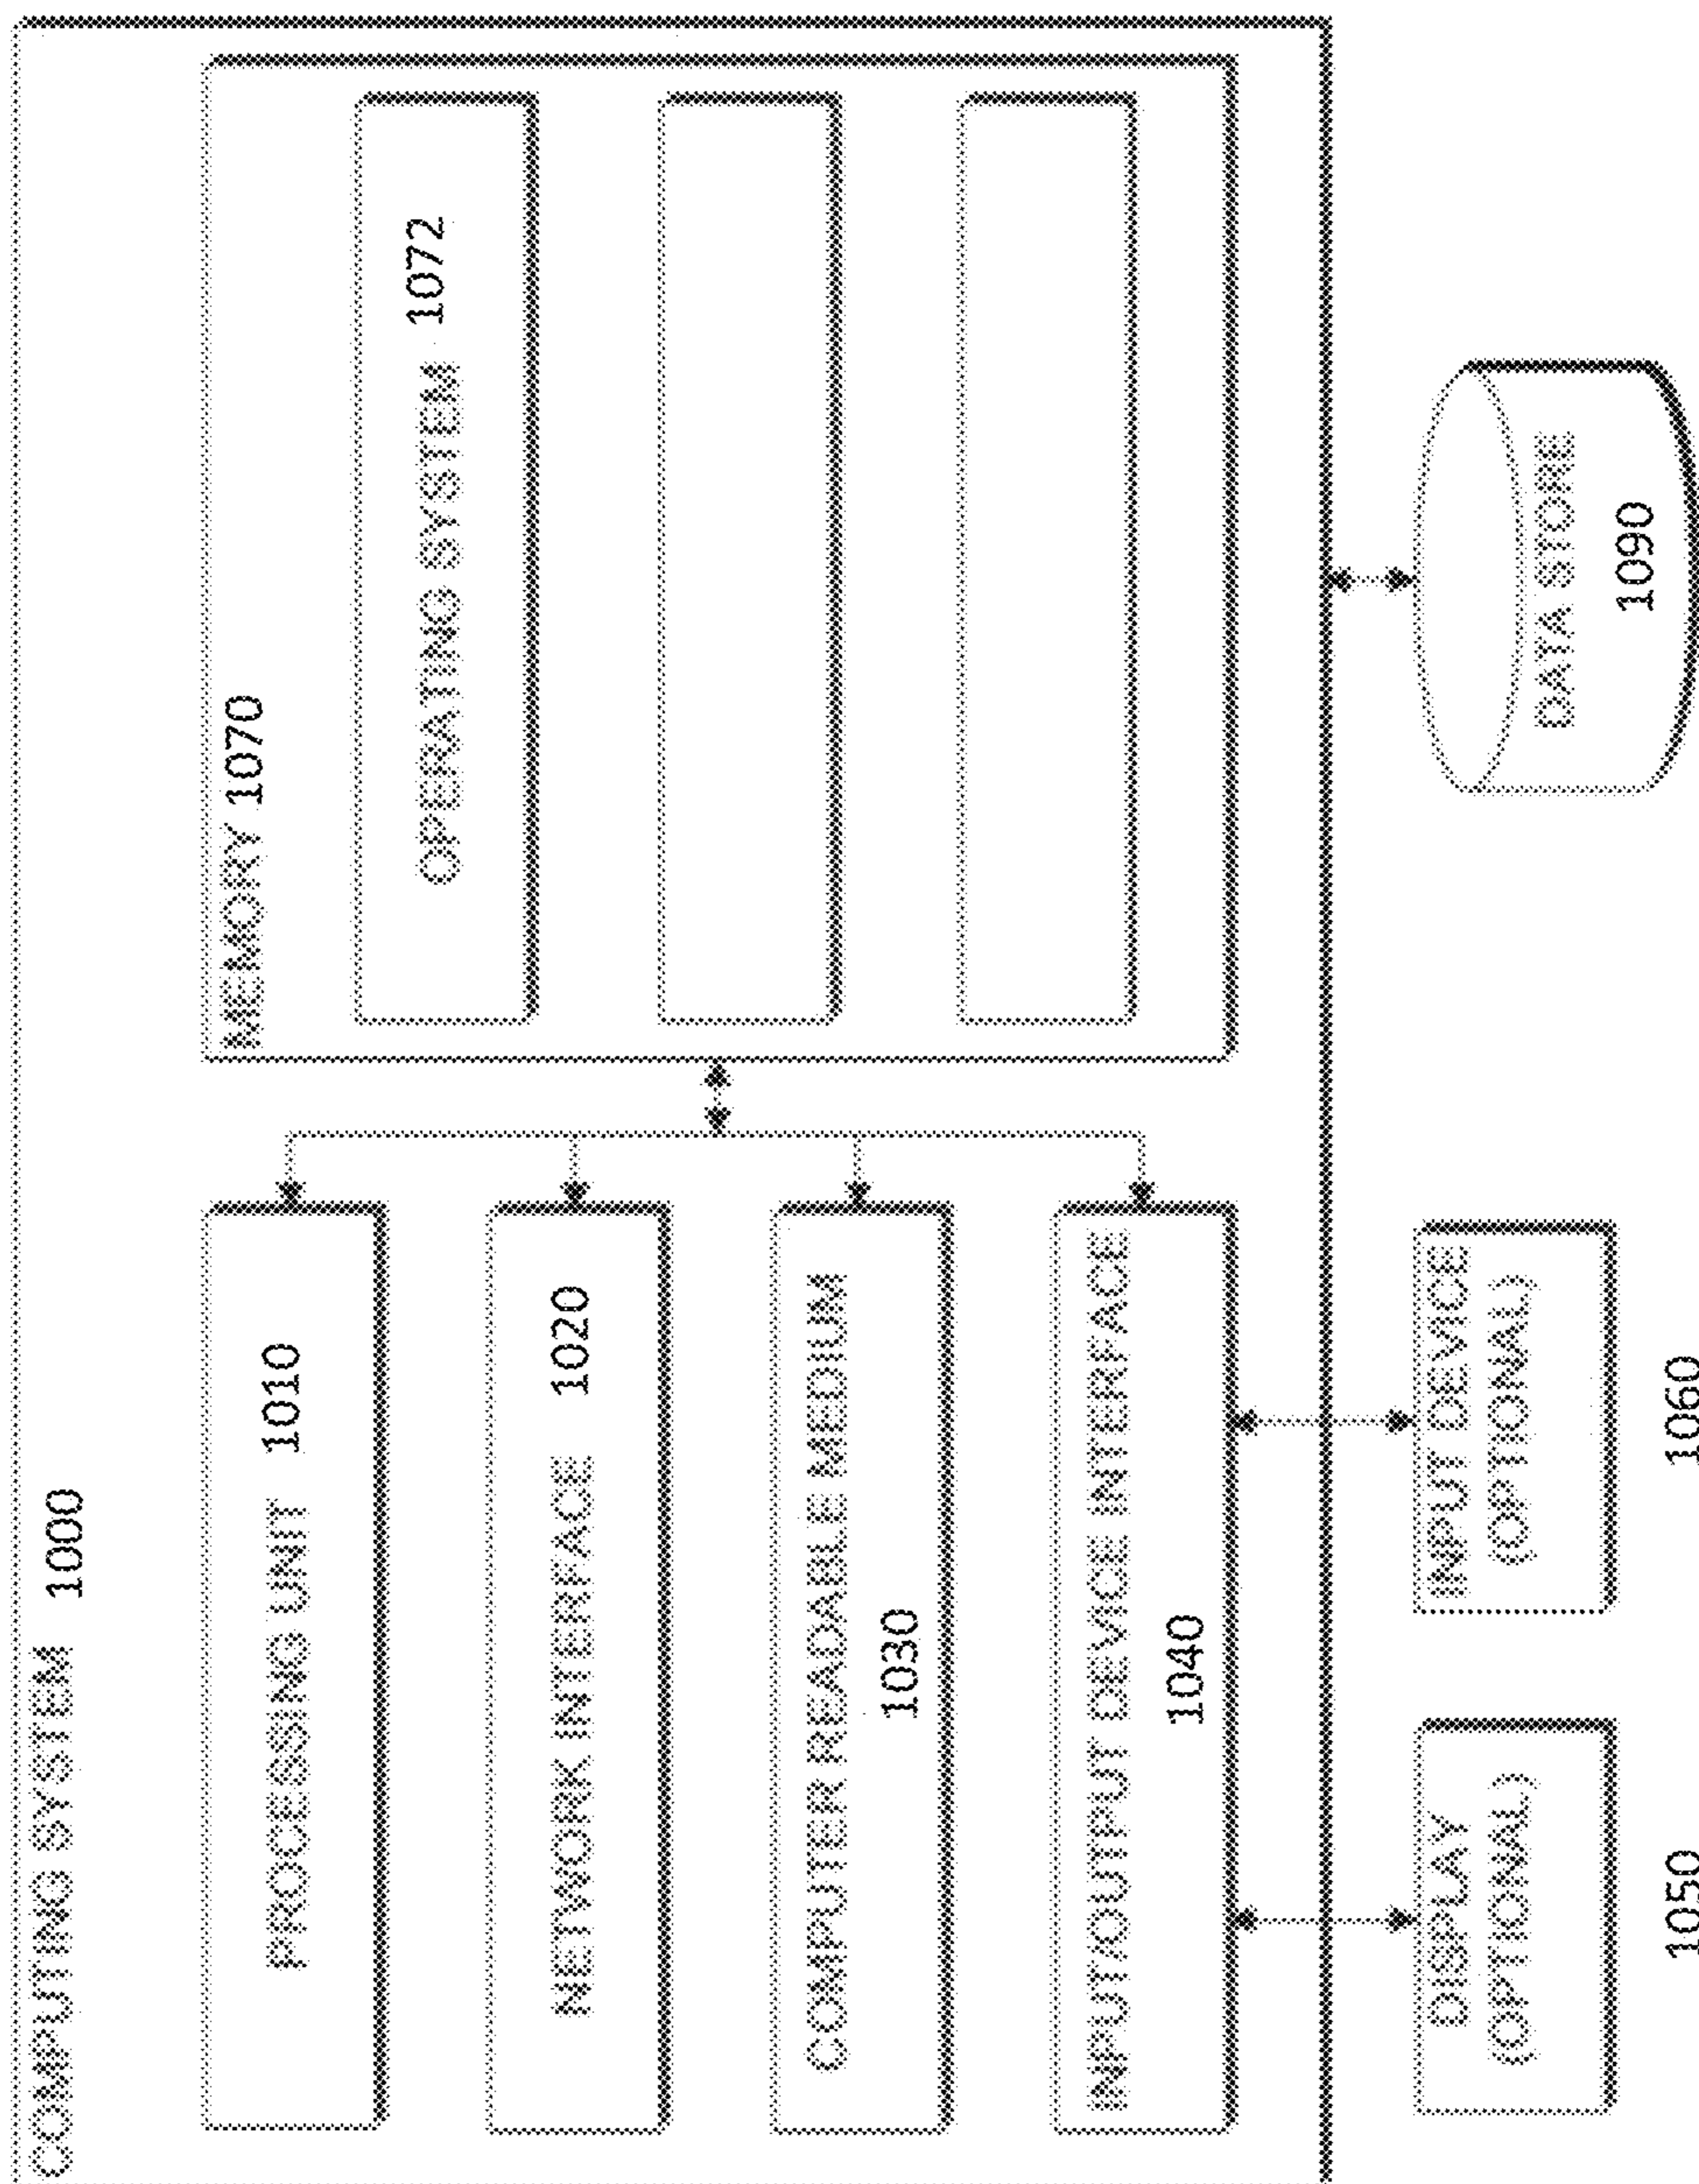 COMPUTING SYSTEM 1000
PROCESSING UNIT 1010
NETWORK INTERFACE 1020
COMPUTER READABLE MEDIUM
1030
INPUT/OUTPUT DEVICE INTERFACE
1040
MEMORY 1070
OPERATING SYSTEM 1072
DISPLAY
(OPTIONAL)
1050
INPUT DEVICE
(OPTIONAL)
1060
DATA STORE
1090